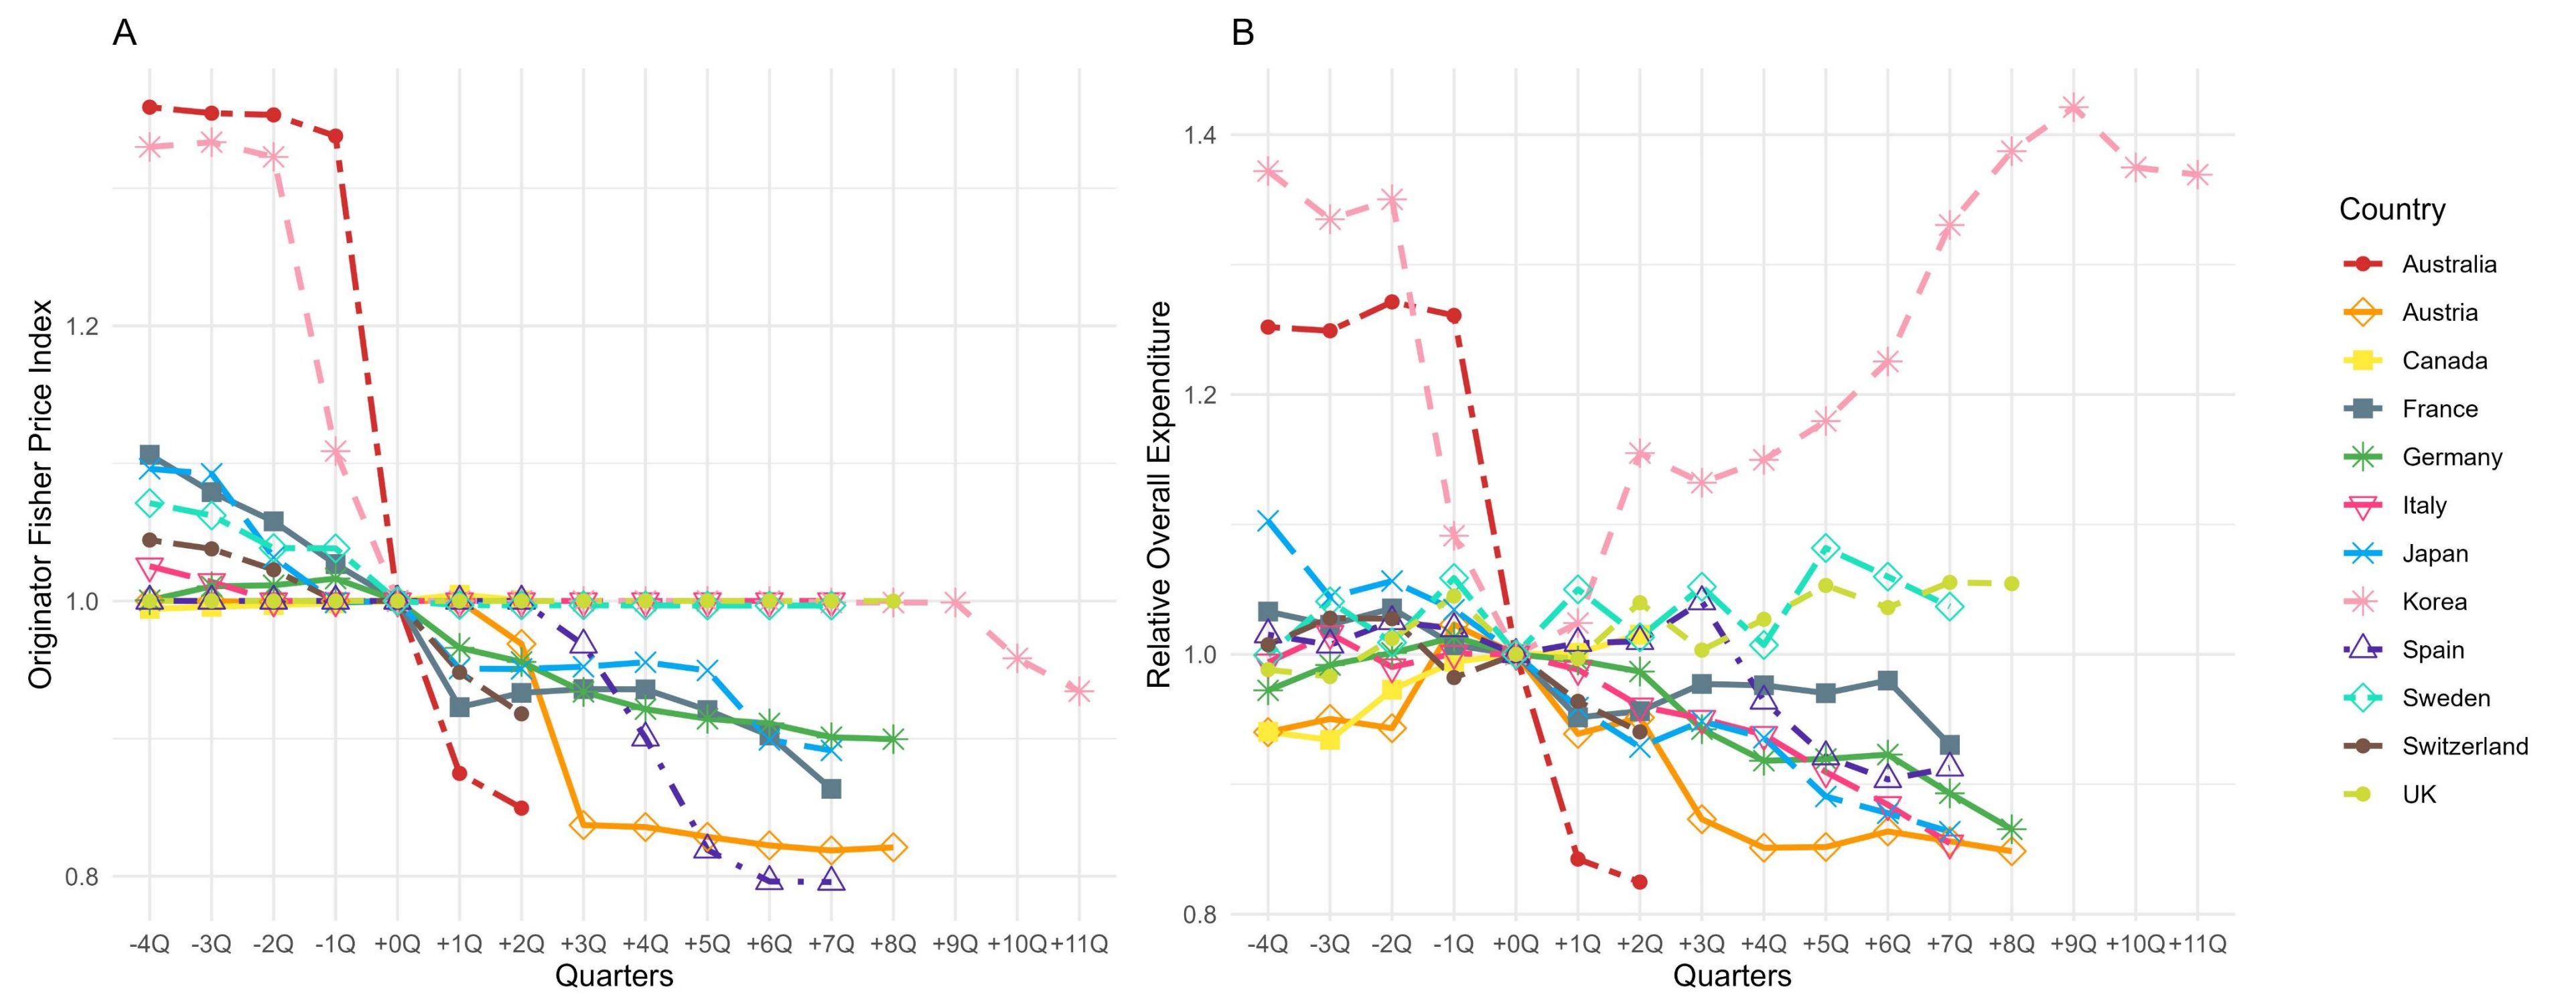 A
Originator Fisher Price Index
1.2
1.0
0.8
-4Q -3Q -2Q -1Q +0Q +1Q +2Q +3Q +4Q +5Q +6Q +7Q +8Q +9Q +10Q +11Q
Quarters
B
Relative Overall Expenditure
1.4
1.2
1.0
0.8
-4Q -3Q -2Q -1Q +0Q +1Q +2Q +3Q +4Q +5Q +6Q +7Q +8Q +9Q +10Q +11Q
Quarters
Country
Australia
Austria
Canada
France
Germany
Italy
Japan
Korea
Spain
Sweden
Switzerland
UK